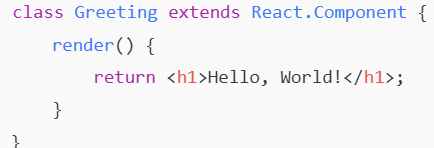 class Greeting extends React.Component {
    render() {
        return <h1>Hello, World!</h1>;
    }
}